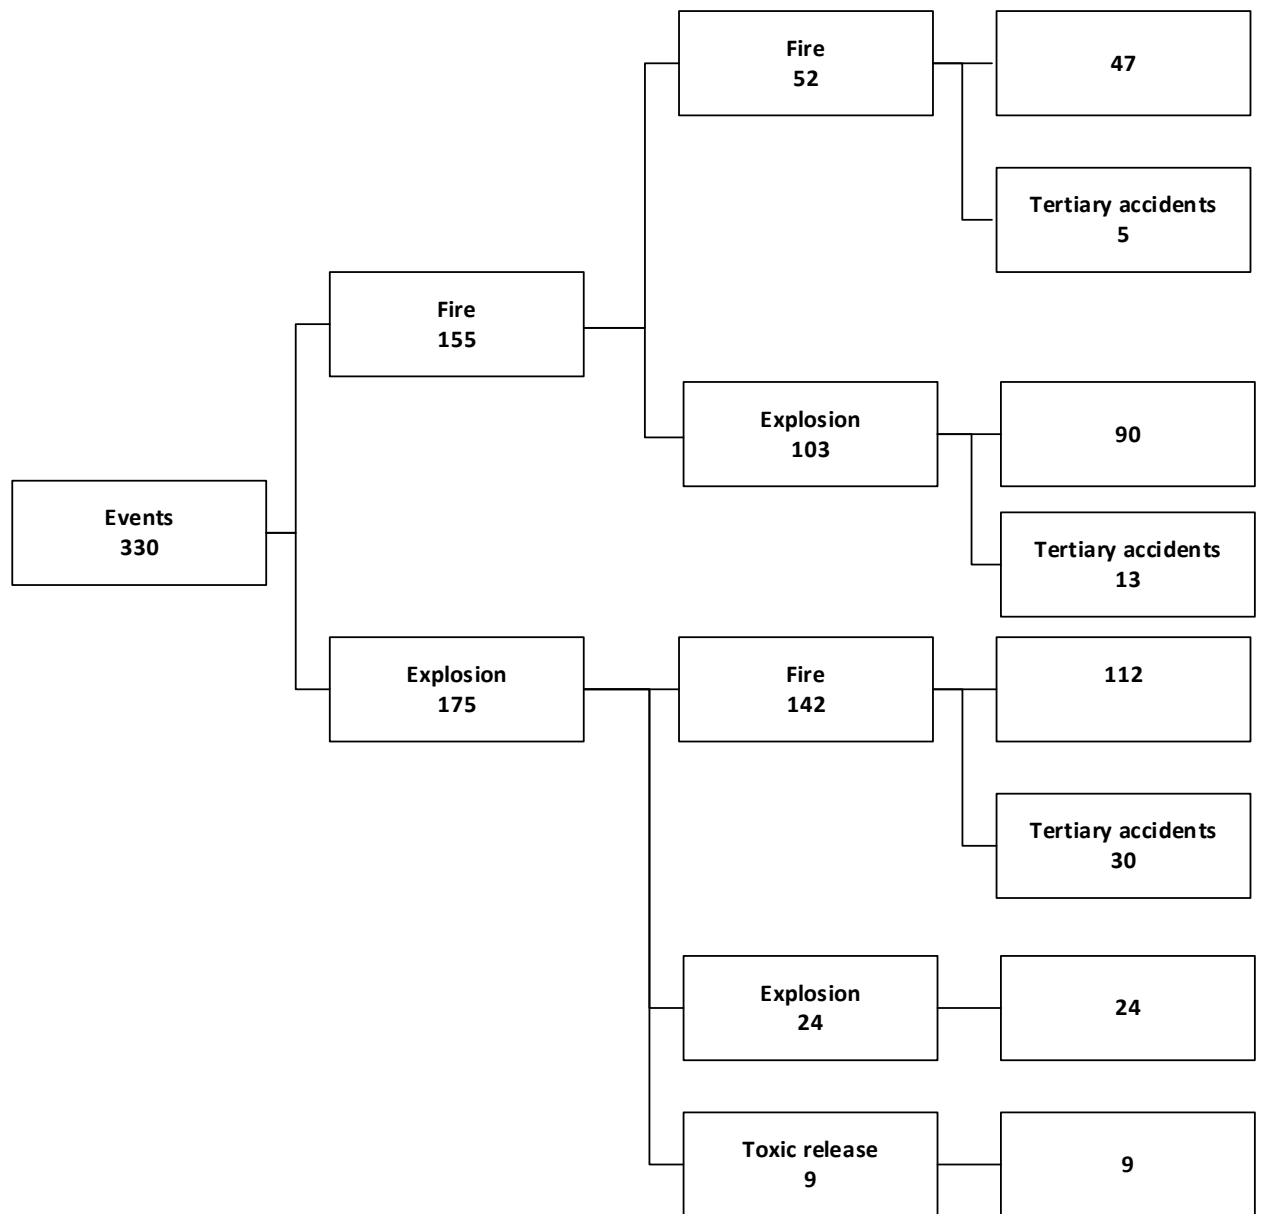 Events
330
Fire
155
Fire
52
47
Tertiary accidents
5
Explosion
103
90
Tertiary accidents
13
Explosion
175
Fire
142
112
Tertiary accidents
30
Explosion
24
24
Toxic release
9
9